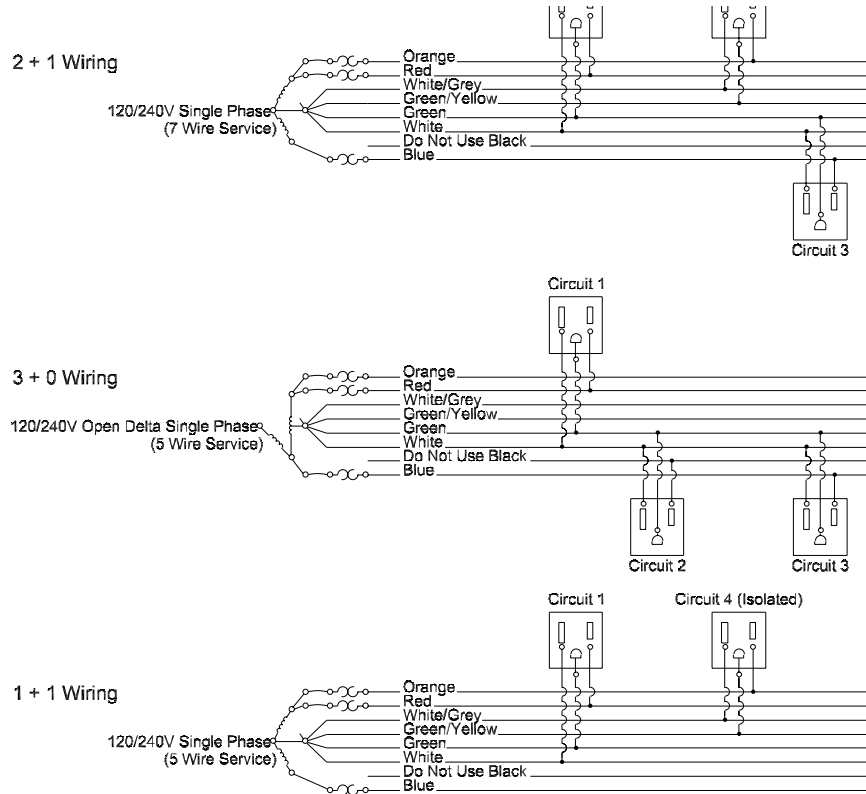 2 + 1 Wiring
120/240V Single Phase
(7 Wire Service)
Orange
Red
White/Grey
Green/Yellow
Green
White
Do Not Use Black
Blue
Circuit 3
Circuit 1
3 + 0 Wiring
120/240V Open Delta Single Phase
(5 Wire Service)
Orange
Red
White/Grey
Green/Yellow
Green
White
Do Not Use Black
Blue
Circuit 2
Circuit 3
Circuit 1
Circuit 4 (Isolated)
1 + 1 Wiring
120/240V Single Phase
(5 Wire Service)
Orange
Red
White/Grey
Green/Yellow
Green
White
Do Not Use Black
Blue